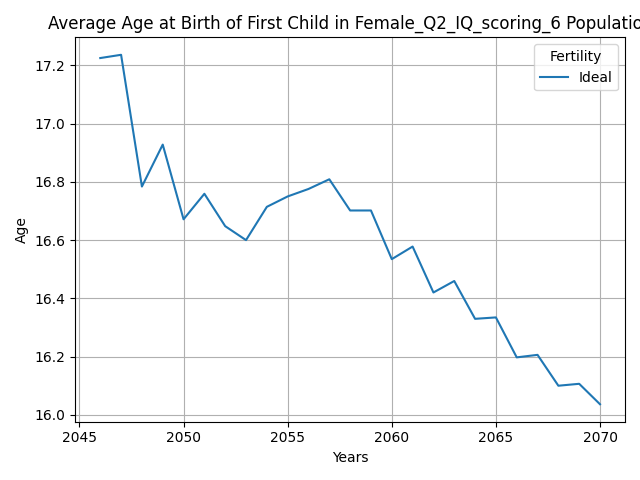 Average Age at Birth of First Child in Female_Q2_IQ_scoring_6 Populatio
Fertility
Ideal
17.2
17.0
16.8
16.6
16.4
16.2
16.0
Age
2045 2050 2055 2060 2065 2070
Years